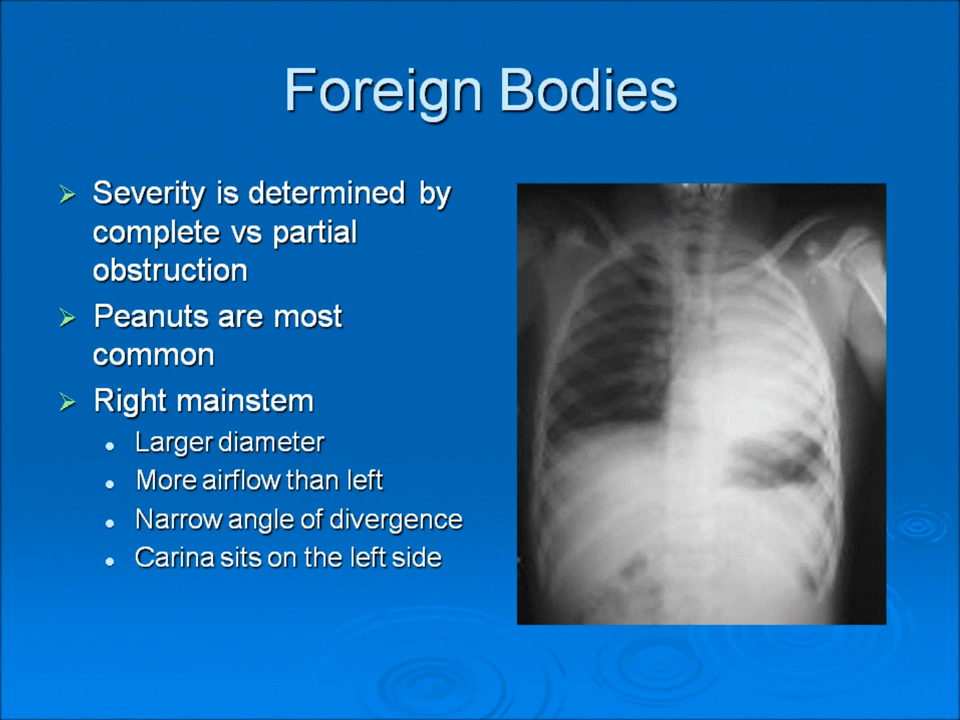 Foreign Bodies
Severity is determined by
complete vs partial
obstruction
Peanuts are most
common
Right mainstem
Larger diameter
More airflow than left
Narrow angle of divergence
Carina sits on the left side